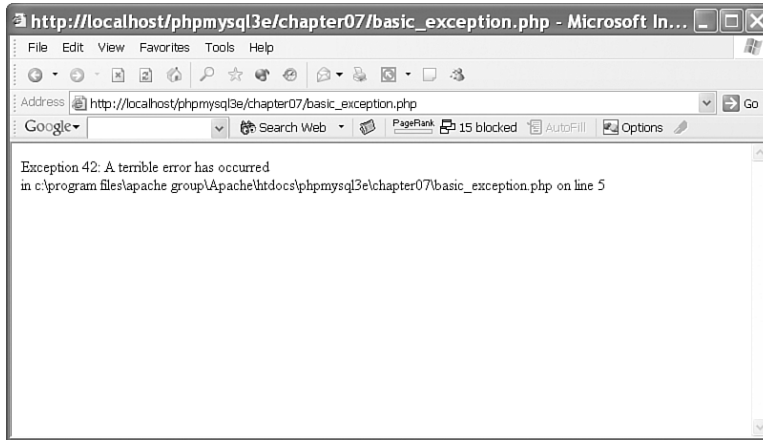 http://localhost/phpmysql3e/chapter07/basic_exception.php - Microsoft In...
File Edit View Favorites Tools Help
Address http://localhost/phpmysql3e/chapter07/basic_exception.php Go
Google Search Web PageRank 15 blocked AutoFill Options
Exception 42: A terrible error has occurred
in c:\program files\apache group\Apache\htdocs\phpmysql3e\chapter07\basic_exception.php on line 5